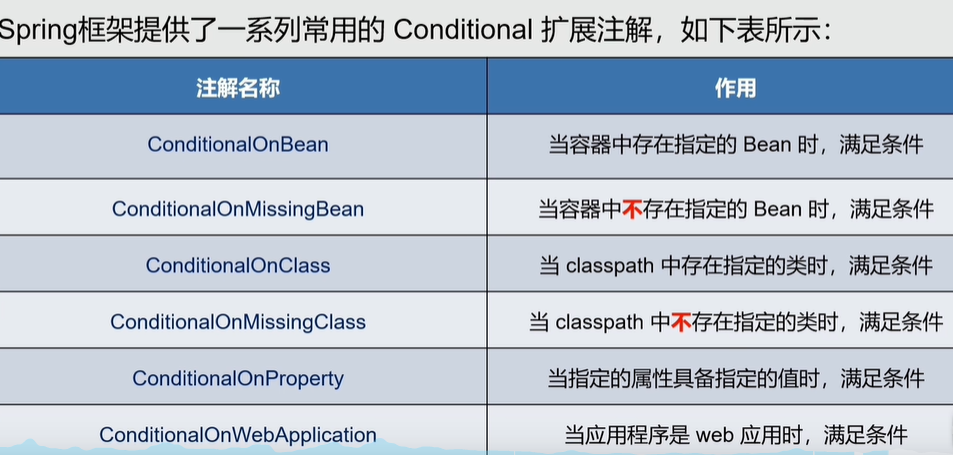 Spring框架提供了一系列常用的 Conditional 扩展注解，如下表所示：
注解名称 作用
ConditionalOnBean 当容器中存在指定的 Bean 时，满足条件
ConditionalOnMissingBean 当容器中不存在指定的 Bean 时，满足条件
ConditionalOnClass 当 classpath 中存在指定的类时，满足条件
ConditionalOnMissingClass 当 classpath 中不存在指定的类时，满足条件
ConditionalOnProperty 当指定的属性具备指定的值时，满足条件
ConditionalOnWebApplication 当应用程序是 web 应用时，满足条件